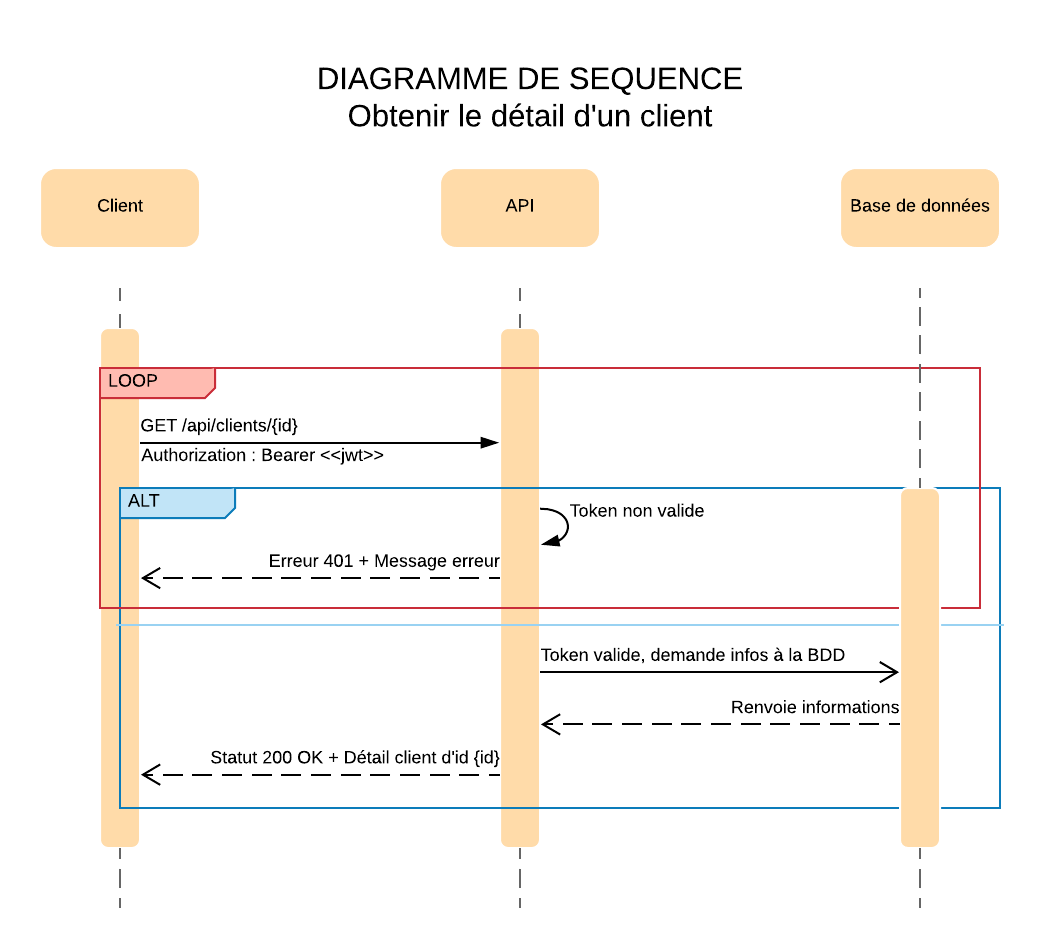 DIAGRAMME DE SEQUENCE
Obtenir le détail d'un client
Client
API
Base de données
LOOP
GET /api/clients/{id}
Authorization : Bearer <<jwt>>
ALT
Token non valide
Erreur 401 + Message erreur
Token valide, demande infos à la BDD
Renvoie informations
Statut 200 OK + Détail client d'id {id}